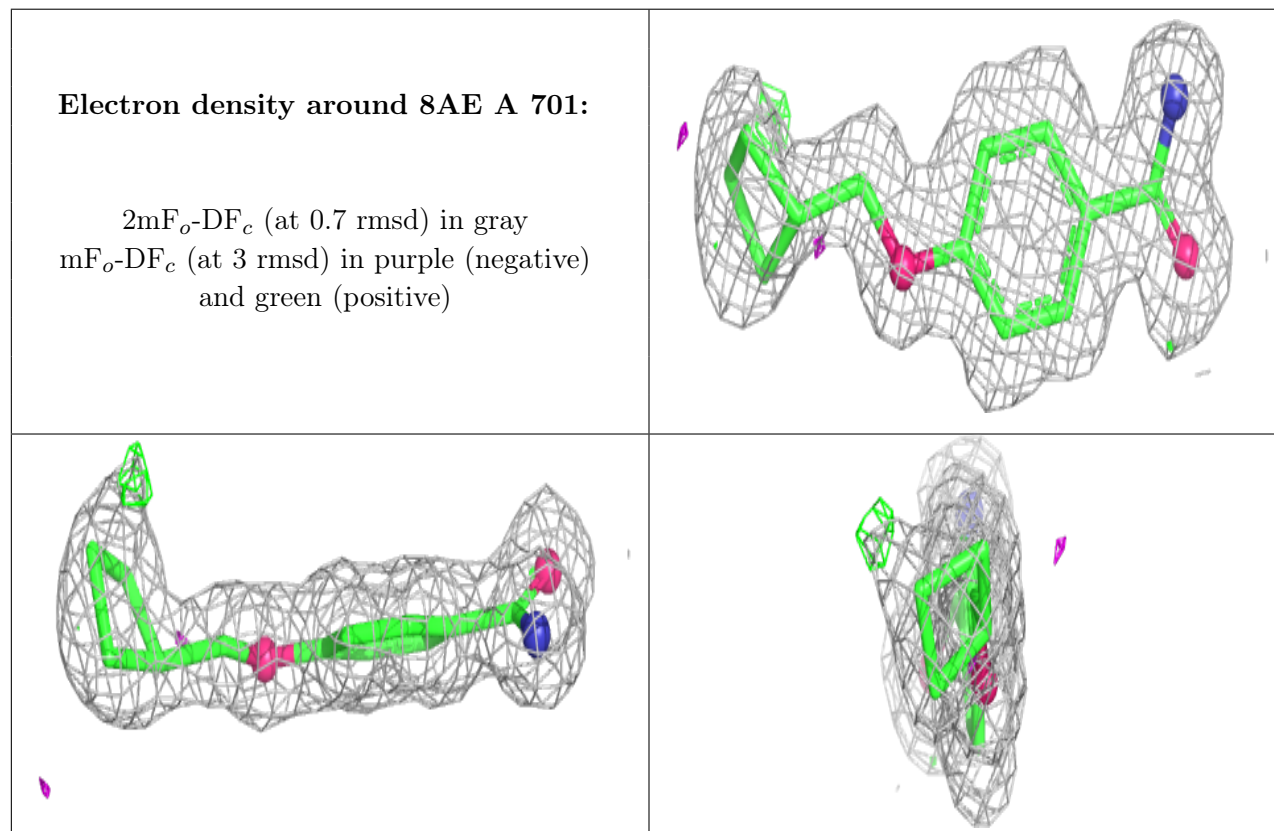 Electron density around 8AE A 701:
2mFo-DFc (at 0.7 rmsd) in gray
mFo-DFc (at 3 rmsd) in purple (negative)
and green (positive)